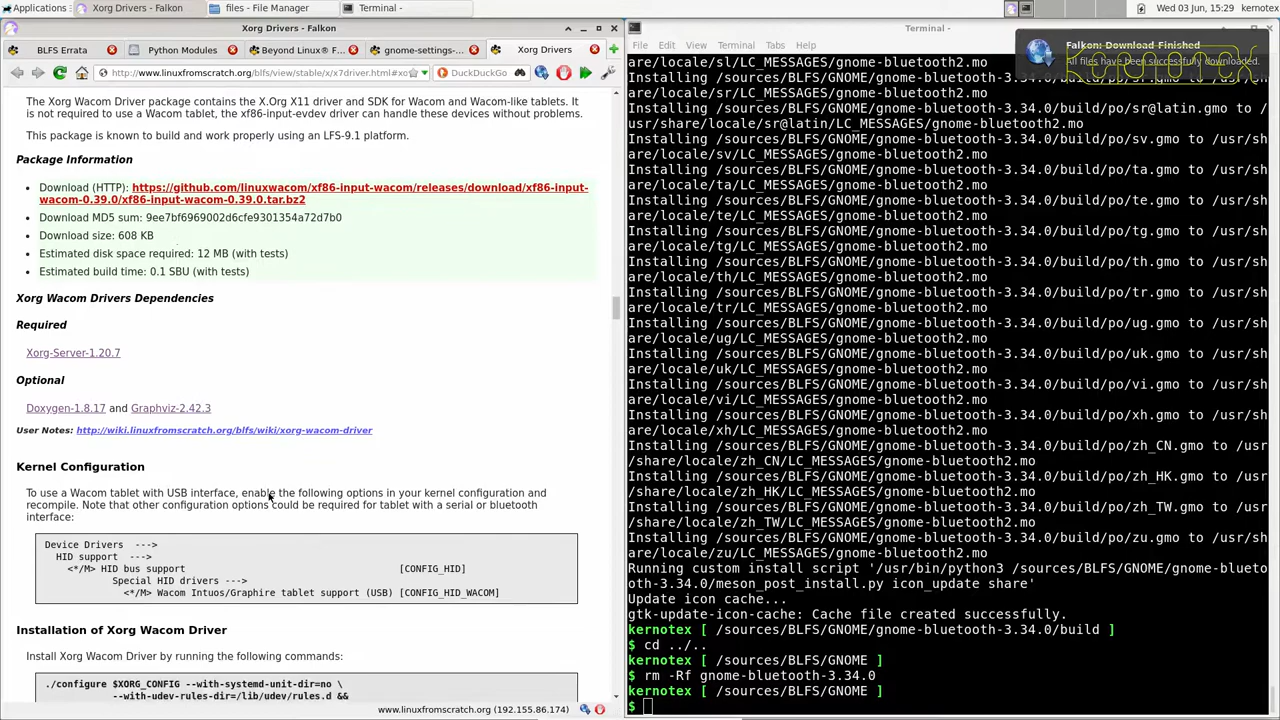 Applications
Xorg Drivers - Falkon
files - File Manager
Terminal -
Wed 03 Jun, 15:29
kernotex
Xorg Drivers - Falkon
BLFS Errata
Python Modules
Beyond Linux® F...
gnome-settings-...
Xorg Drivers
http://www.linuxfromscratch.org/blfs/view/stable/x/x7driver.html#xo
DuckDuckGo
The Xorg Wacom Driver package contains the X.Org X11 driver and SDK for Wacom and Wacom-like tablets. It
is not required to use a Wacom tablet, the xf86-input-evdev driver can handle these devices without problems.
This package is known to build and work properly using an LFS-9.1 platform.
Package Information
Download (HTTP): https://github.com/linuxwacom/xf86-input-wacom/releases/download/xf86-input-
wacom-0.39.0/xf86-input-wacom-0.39.0.tar.bz2
Download MD5 sum: 9ee7bf6969002d6cfe9301354a72d7b0
Download size: 608 KB
Estimated disk space required: 12 MB (with tests)
Estimated build time: 0.1 SBU (with tests)
Xorg Wacom Drivers Dependencies
Required
Xorg-Server-1.20.7
Optional
Doxygen-1.8.17 and Graphviz-2.42.3
User Notes: http://wiki.linuxfromscratch.org/blfs/wiki/xorg-wacom-driver
Kernel Configuration
To use a Wacom tablet with USB interface, enable the following options in your kernel configuration and
recompile. Note that other configuration options could be required for tablet with a serial or bluetooth
interface:
Device Drivers --->
HID support --->
<*/M> HID bus support [CONFIG_HID]
Special HID drivers --->
<*/M> Wacom Intuos/Graphire tablet support (USB) [CONFIG_HID_WACOM]
Installation of Xorg Wacom Driver
Install Xorg Wacom Driver by running the following commands:
./configure $XORG_CONFIG --with-systemd-unit-dir=no \
--with-udev-rules-dir=/lib/udev/rules.d &&
www.linuxfromscratch.org (192.155.86.174)
Terminal -
File Edit View Terminal Tabs Help
Falkon: Download Finished
All files have been successfully downloaded.
are/locale/sl/LC_MESSAGES/gnome-bluetooth2.mo
Installing /sources/BLFS/GNOME/gnome-bluetooth-3.34.0/build/po/sr.gmo to /usr/sh
are/locale/sr/LC_MESSAGES/gnome-bluetooth2.mo
Installing /sources/BLFS/GNOME/gnome-bluetooth-3.34.0/build/po/sr@latin.gmo to /
usr/share/locale/sr@latin/LC_MESSAGES/gnome-bluetooth2.mo
Installing /sources/BLFS/GNOME/gnome-bluetooth-3.34.0/build/po/sv.gmo to /usr/sh
are/locale/sv/LC_MESSAGES/gnome-bluetooth2.mo
Installing /sources/BLFS/GNOME/gnome-bluetooth-3.34.0/build/po/ta.gmo to /usr/sh
are/locale/ta/LC_MESSAGES/gnome-bluetooth2.mo
Installing /sources/BLFS/GNOME/gnome-bluetooth-3.34.0/build/po/te.gmo to /usr/sh
are/locale/te/LC_MESSAGES/gnome-bluetooth2.mo
Installing /sources/BLFS/GNOME/gnome-bluetooth-3.34.0/build/po/tg.gmo to /usr/sh
are/locale/tg/LC_MESSAGES/gnome-bluetooth2.mo
Installing /sources/BLFS/GNOME/gnome-bluetooth-3.34.0/build/po/th.gmo to /usr/sh
are/locale/th/LC_MESSAGES/gnome-bluetooth2.mo
Installing /sources/BLFS/GNOME/gnome-bluetooth-3.34.0/build/po/tr.gmo to /usr/sh
are/locale/tr/LC_MESSAGES/gnome-bluetooth2.mo
Installing /sources/BLFS/GNOME/gnome-bluetooth-3.34.0/build/po/ug.gmo to /usr/sh
are/locale/ug/LC_MESSAGES/gnome-bluetooth2.mo
Installing /sources/BLFS/GNOME/gnome-bluetooth-3.34.0/build/po/uk.gmo to /usr/sh
are/locale/uk/LC_MESSAGES/gnome-bluetooth2.mo
Installing /sources/BLFS/GNOME/gnome-bluetooth-3.34.0/build/po/vi.gmo to /usr/sh
are/locale/vi/LC_MESSAGES/gnome-bluetooth2.mo
Installing /sources/BLFS/GNOME/gnome-bluetooth-3.34.0/build/po/xh.gmo to /usr/sh
are/locale/xh/LC_MESSAGES/gnome-bluetooth2.mo
Installing /sources/BLFS/GNOME/gnome-bluetooth-3.34.0/build/po/zh_CN.gmo to /usr
/share/locale/zh_CN/LC_MESSAGES/gnome-bluetooth2.mo
Installing /sources/BLFS/GNOME/gnome-bluetooth-3.34.0/build/po/zh_HK.gmo to /usr
/share/locale/zh_HK/LC_MESSAGES/gnome-bluetooth2.mo
Installing /sources/BLFS/GNOME/gnome-bluetooth-3.34.0/build/po/zh_TW.gmo to /usr
/share/locale/zh_TW/LC_MESSAGES/gnome-bluetooth2.mo
Installing /sources/BLFS/GNOME/gnome-bluetooth-3.34.0/build/po/zu.gmo to /usr/sh
are/locale/zu/LC_MESSAGES/gnome-bluetooth2.mo
Running custom install script '/usr/bin/python3 /sources/BLFS/GNOME/gnome-blueto
oth-3.34.0/meson_post_install.py icon_update share'
Update icon cache...
gtk-update-icon-cache: Cache file created successfully.
kernotex [ /sources/BLFS/GNOME/gnome-bluetooth-3.34.0/build ]
$ cd ../..
kernotex [ /sources/BLFS/GNOME ]
$ rm -Rf gnome-bluetooth-3.34.0
kernotex [ /sources/BLFS/GNOME ]
$